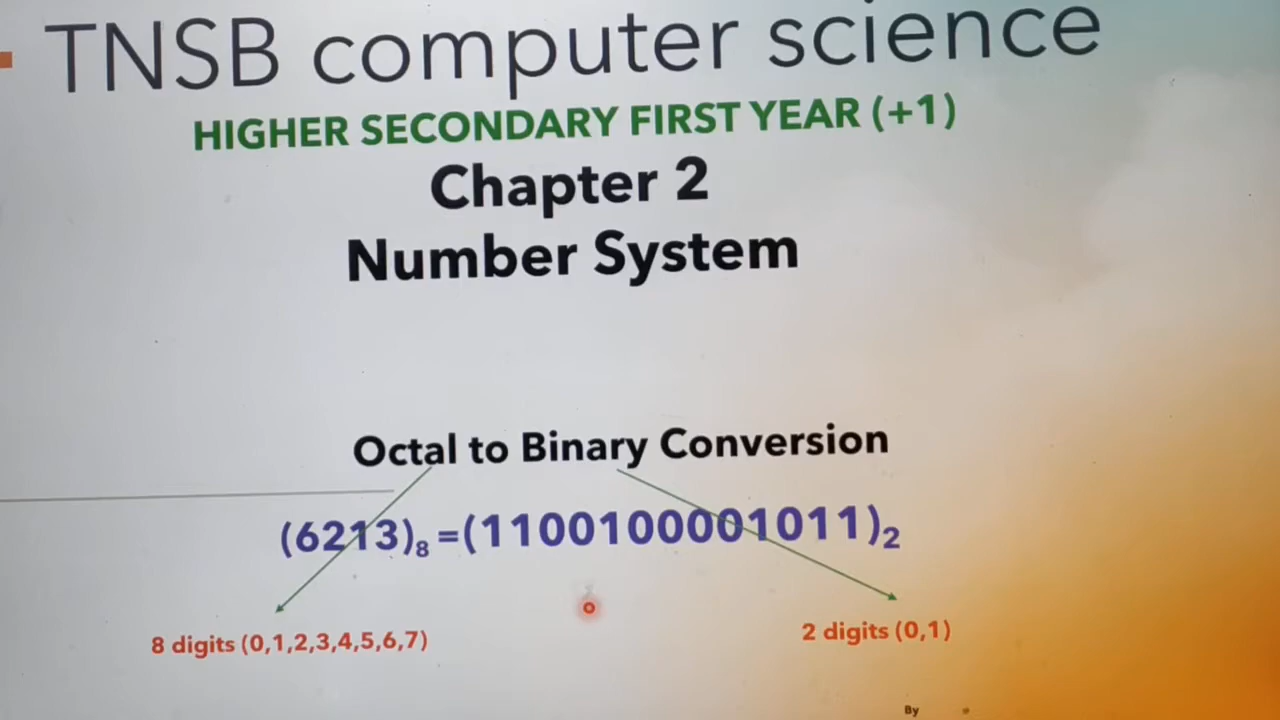 TNSB computer science
HIGHER SECONDARY FIRST YEAR (+1)
Chapter 2
Number System
Octal to Binary Conversion
(6213)₈ =(1100100001011)₂
8 digits (0,1,2,3,4,5,6,7)
2 digits (0,1)
By